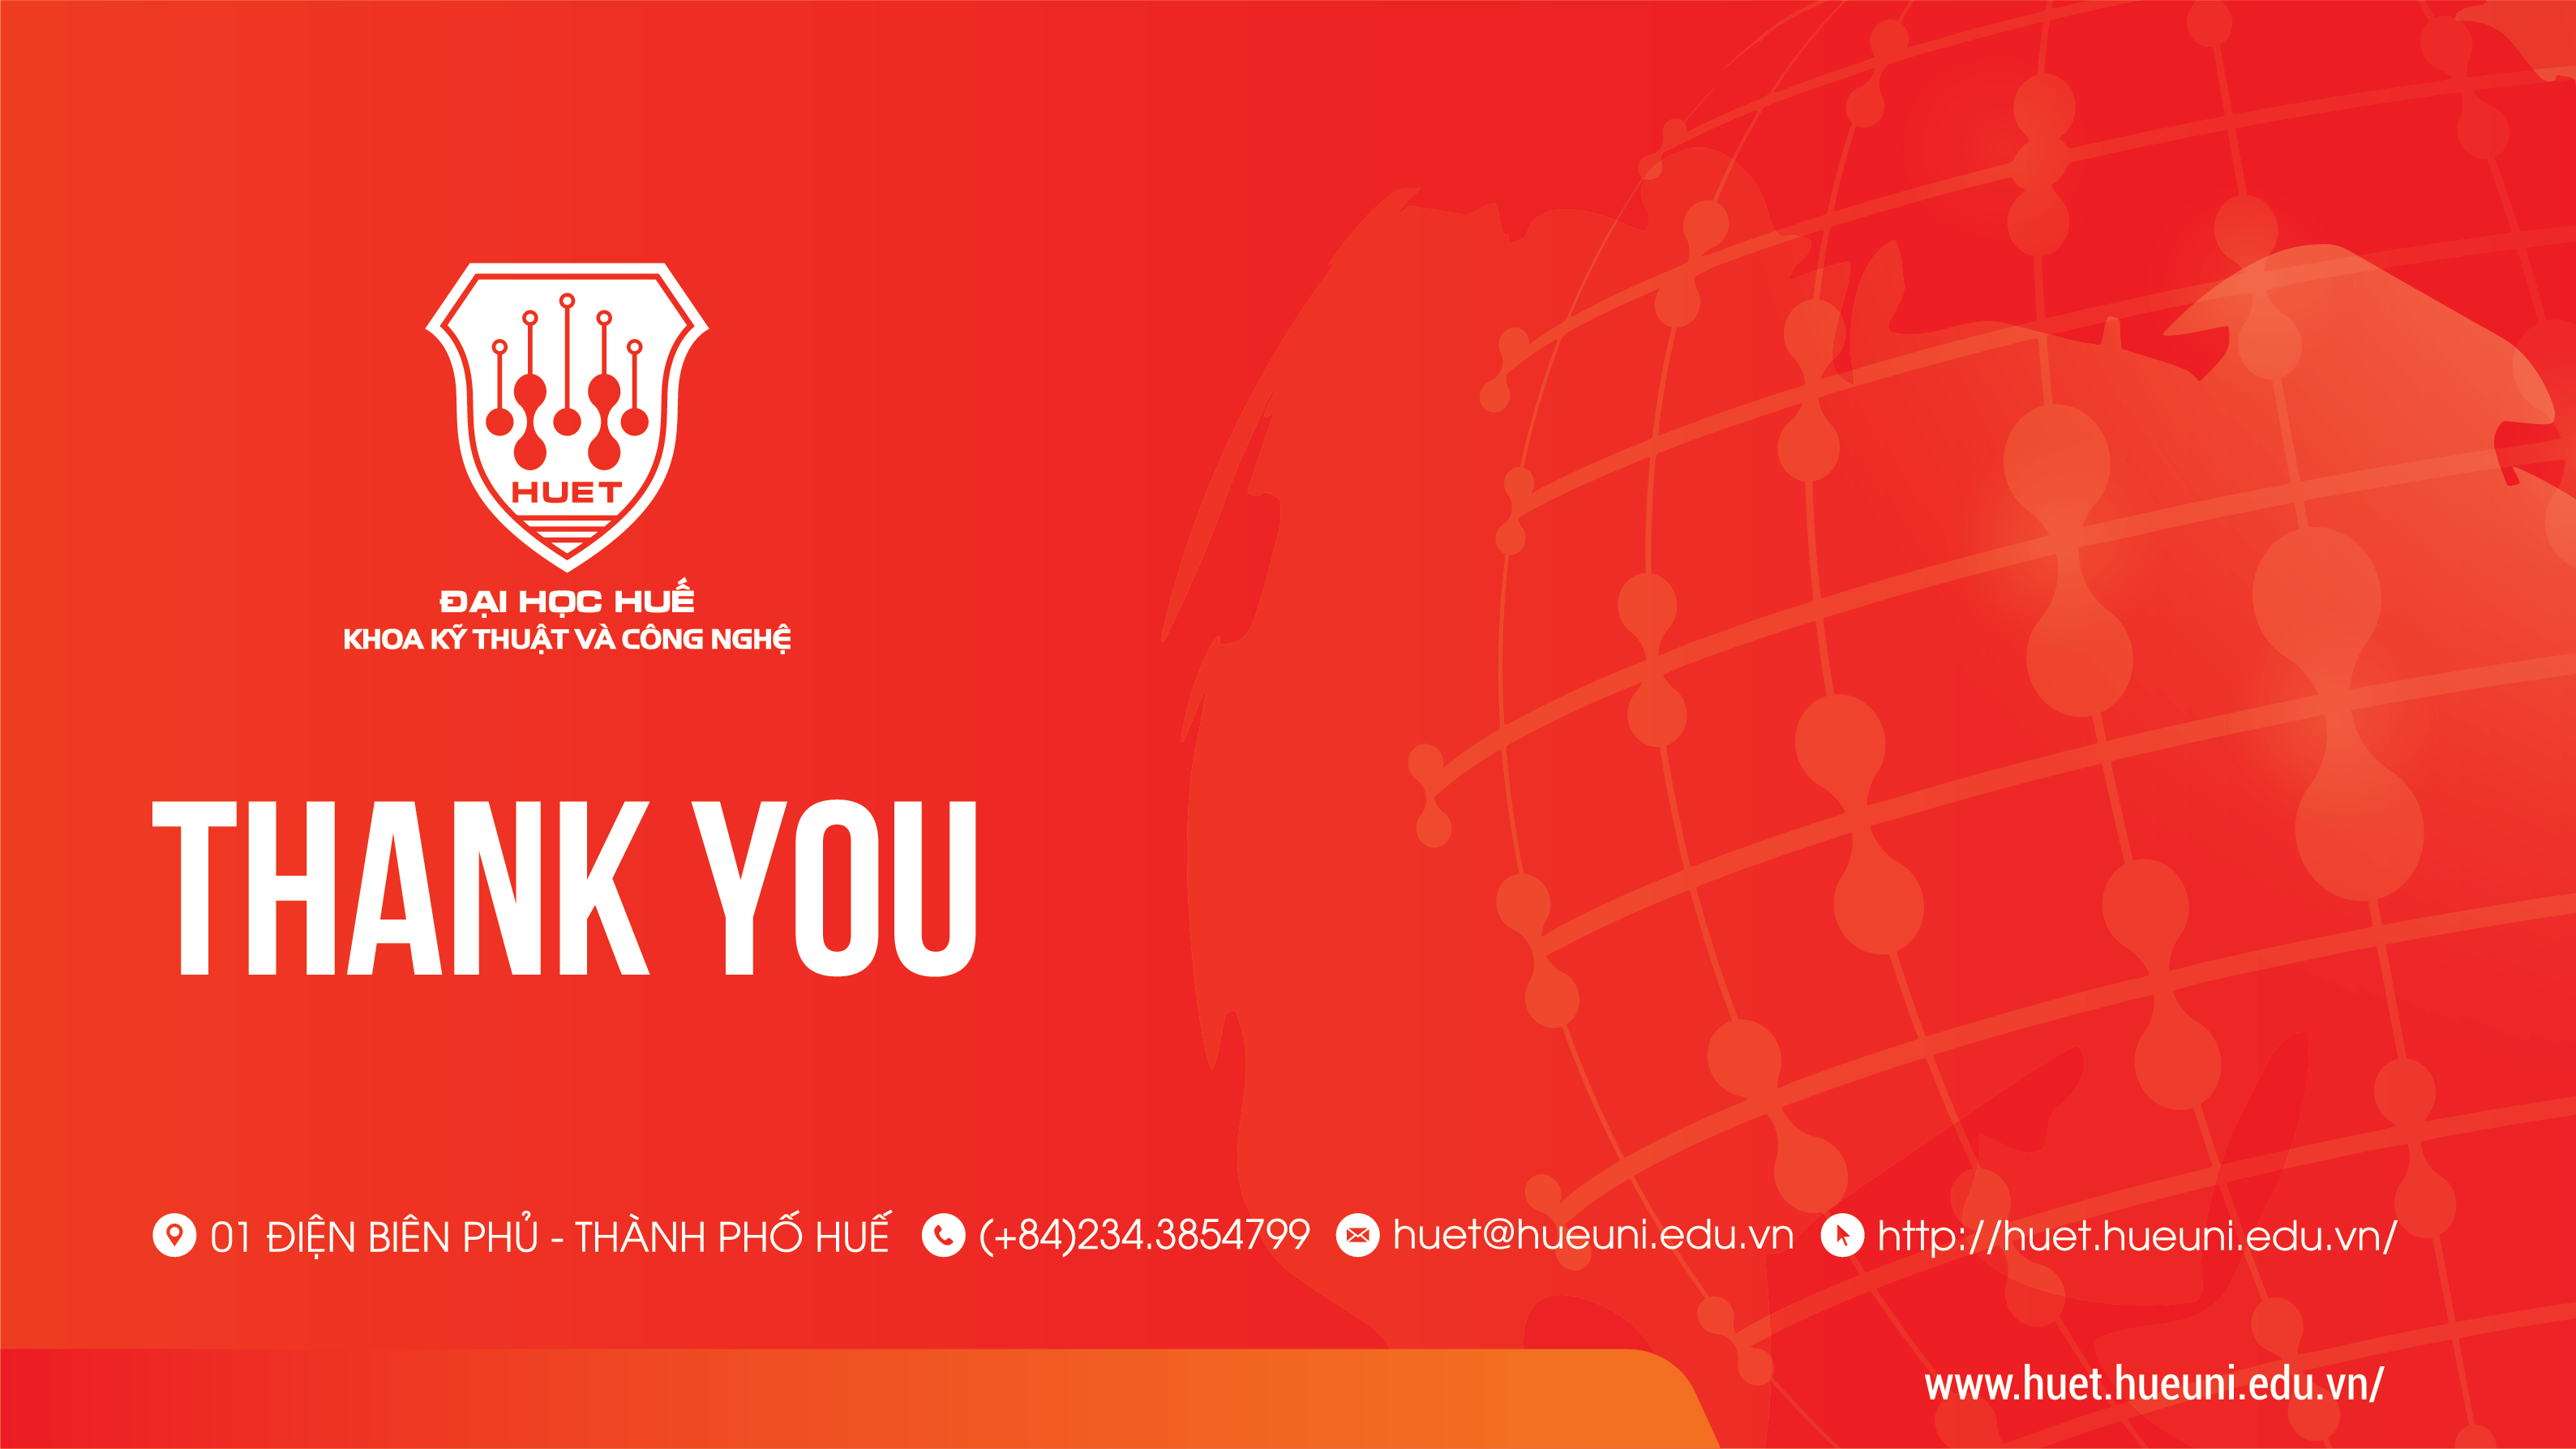 HUET
ĐẠI HỌC HUẾ
KHOA KỸ THUẬT VÀ CÔNG NGHỆ
THANK YOU
01 ĐIỆN BIÊN PHỦ - THÀNH PHỐ HUẾ (+84)234.3854799 huet@hueuni.edu.vn http://huet.hueuni.edu.vn/
www.huet.hueuni.edu.vn/